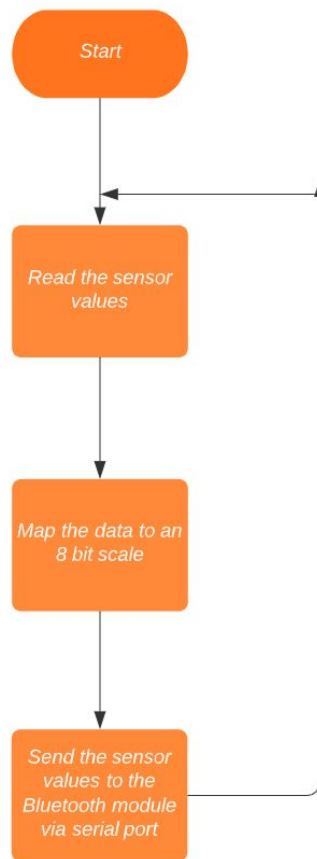 Start
Read the sensor
values
Map the data to an
8 bit scale
Send the sensor
values to the
Bluetooth module
via serial port